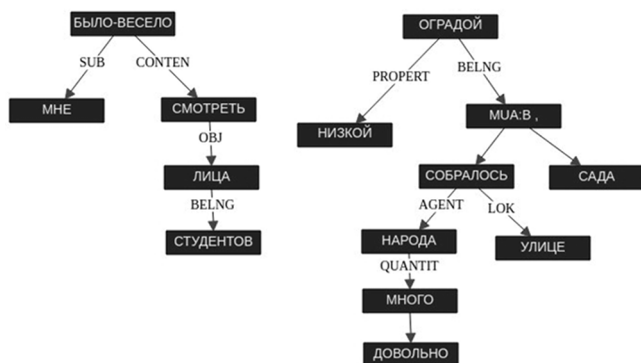 БЫЛО-ВЕСЕЛО
SUB
CONTEN
МНЕ
СМОТРЕТЬ
OBJ
ЛИЦА
BELNG
СТУДЕНТОВ
ОГРАДОЙ
PROPERT
BELNG
НИЗКОЙ
MUA:В ,
СОБРАЛОСЬ
САДА
AGENT
LOK
НАРОДА
УЛИЦЕ
QUANTIT
МНОГО
ДОВОЛЬНО